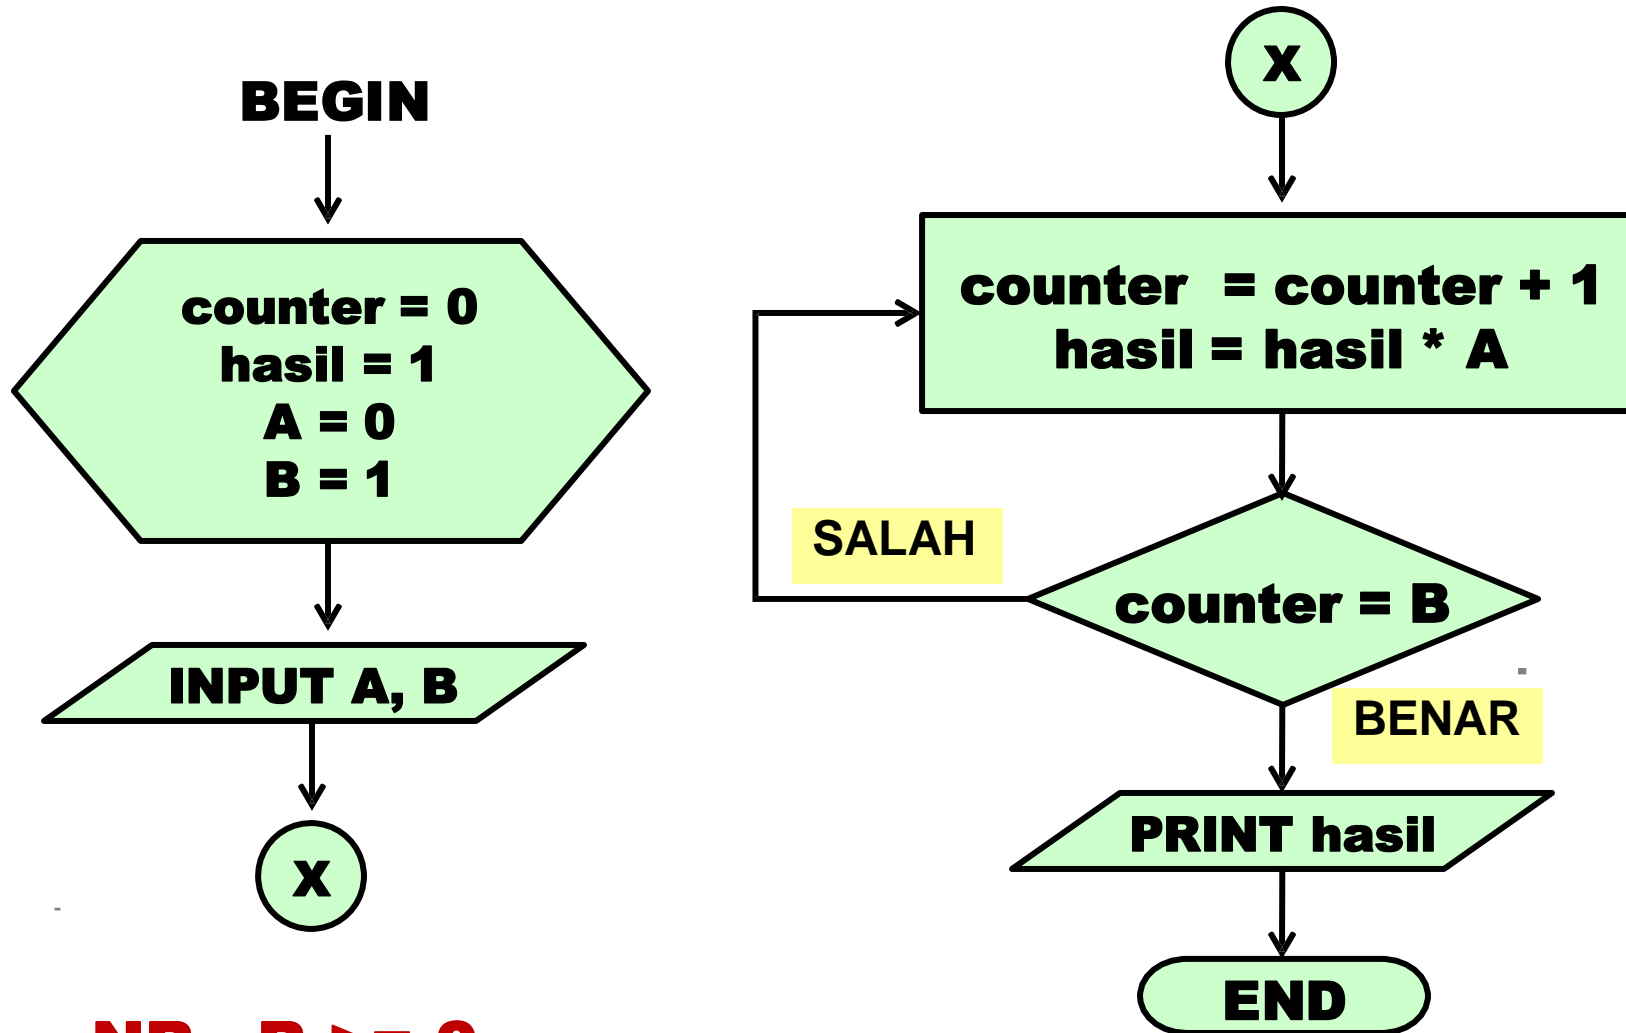 BEGIN
counter = 0
hasil = 1
A = 0
B = 1
INPUT A, B
X
X
counter = counter + 1
hasil = hasil * A
SALAH
counter = B
BENAR
PRINT hasil
END